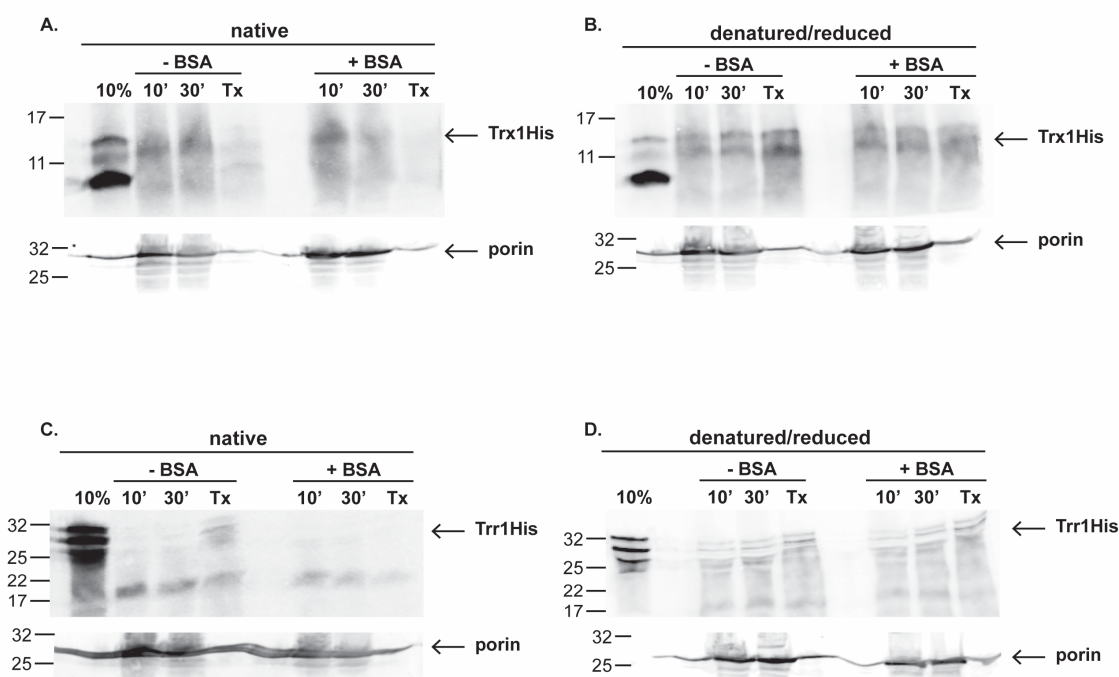 A.
native
- BSA + BSA
10% 10’ 30’ Tx 10’ 30’ Tx
17
Trx1His
11
32
porin
25
B.
denatured/reduced
- BSA + BSA
10% 10’ 30’ Tx 10’ 30’ Tx
17
Trx1His
11
32
porin
25
C.
native
- BSA + BSA
10% 10’ 30’ Tx 10’ 30’ Tx
32
Trr1His
25
22
17
32
porin
25
D.
denatured/reduced
- BSA + BSA
10% 10’ 30’ Tx 10’ 30’ Tx
Trr1His
32
25
22
17
32
porin
25